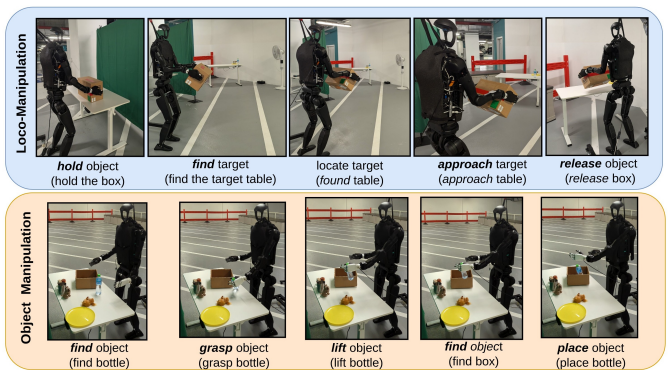 Loco-Manipulation
hold object
(hold the box)
find target
(find the target table)
locate target
(found table)
approach target
(approach table)
release object
(release box)
Object Manipulation
find object
(find bottle)
grasp object
(grasp bottle)
lift object
(lift bottle)
find object
(find box)
place object
(place bottle)